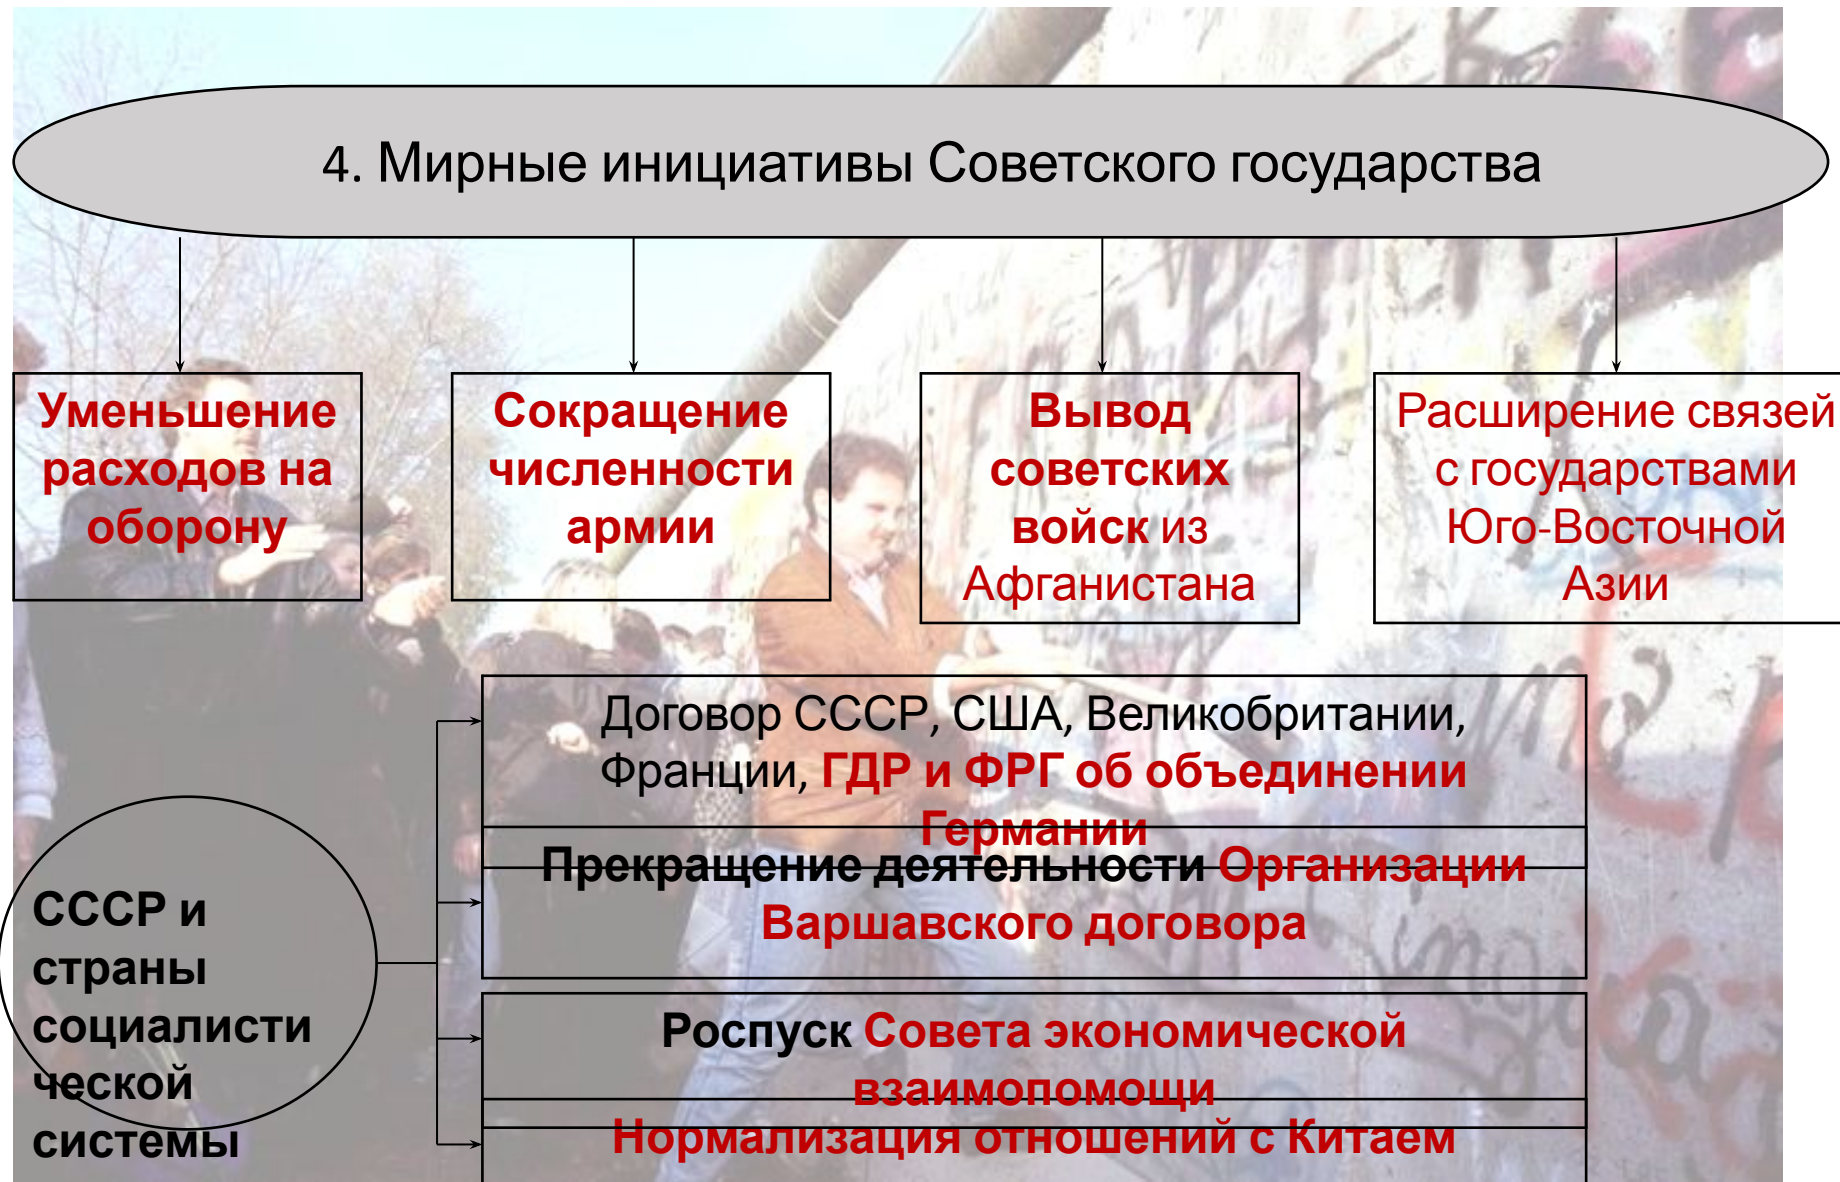 4. Мирные инициативы Советского государства
Уменьшение
расходов на
оборону
Сокращение
численности
армии
Вывод
советских
войск из
Афганистана
Расширение связей
с государствами
Юго-Восточной
Азии
СССР и
страны
социалисти
ческой
системы
Договор СССР, США, Великобритании,
Франции, ГДР и ФРГ об объединении
Германии
Прекращение деятельности Организации
Варшавского договора
Роспуск Совета экономической
взаимопомощи
Нормализация отношений с Китаем